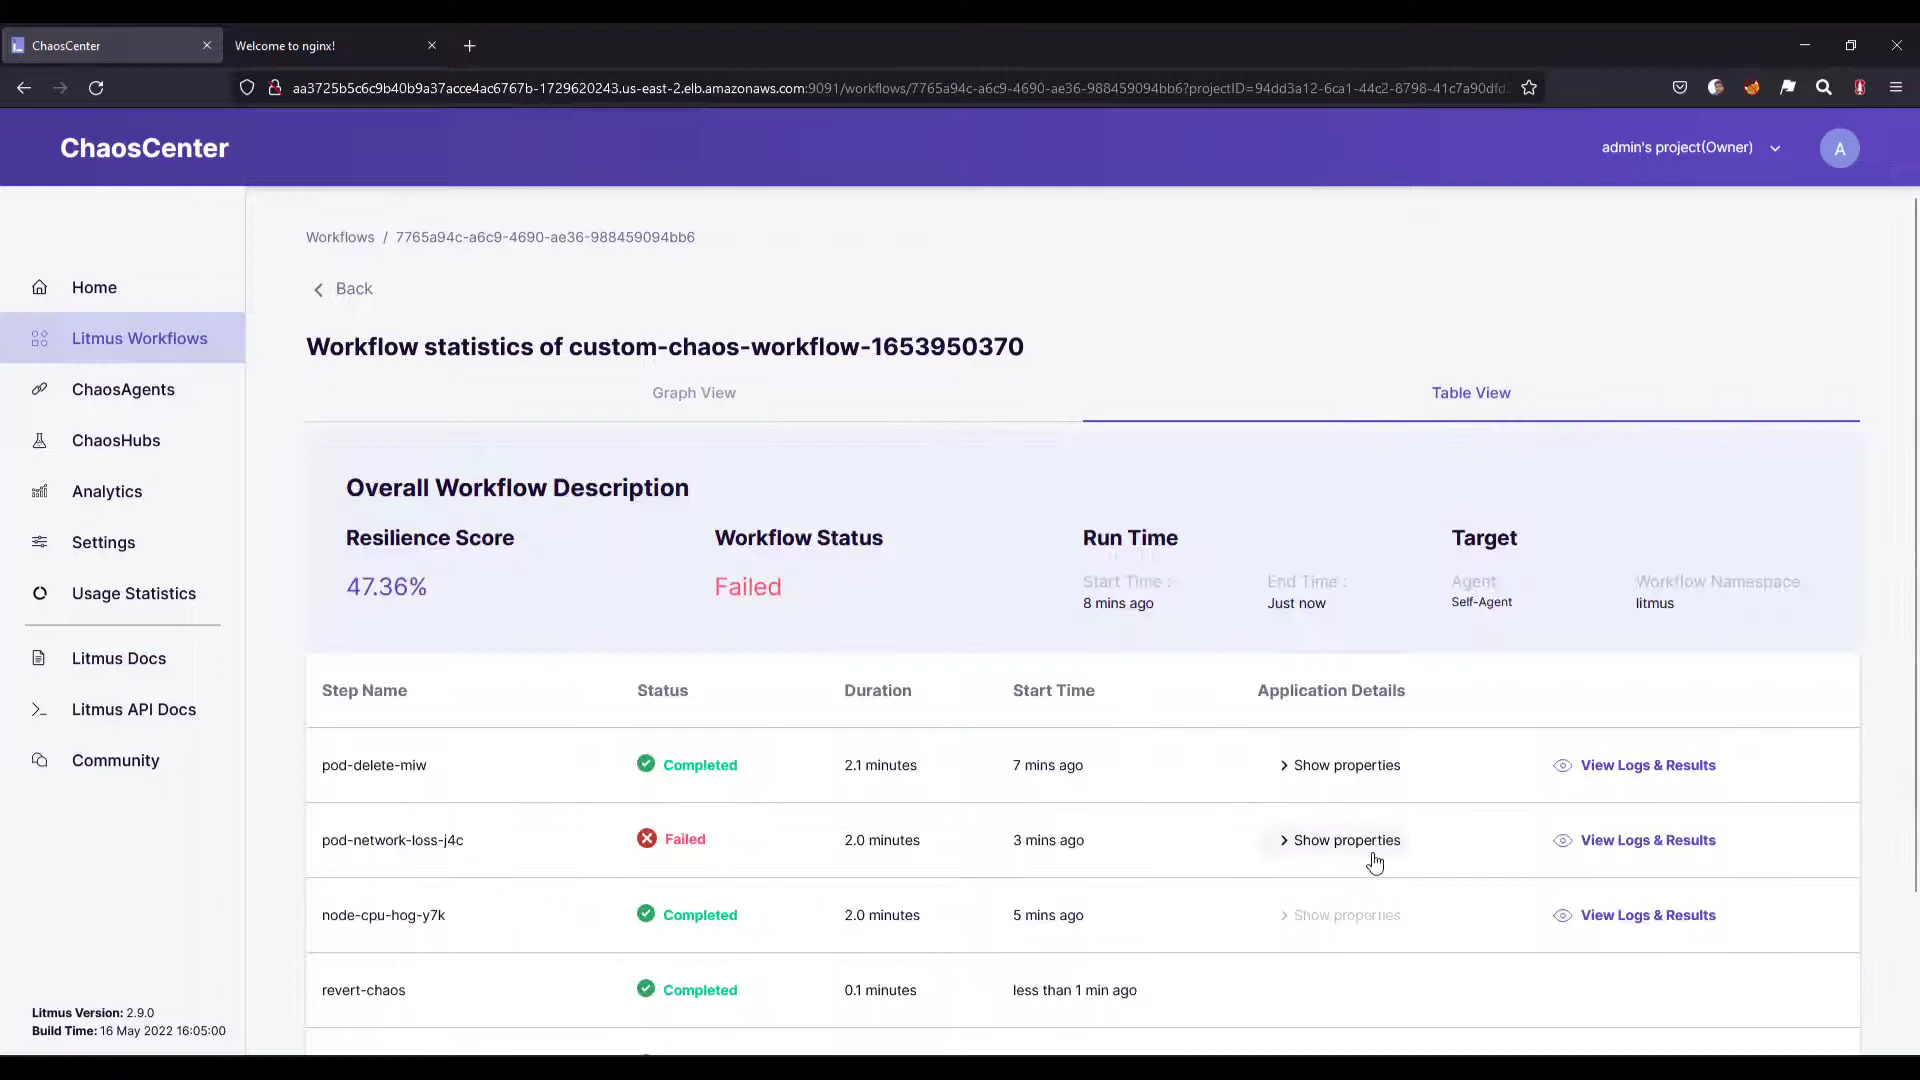 ChaosCenter
Welcome to nginx!
aa3725b5c6c9b40b9a37acce4ac6767b-1729620243.us-east-2.elb.amazonaws.com:9091/workflows/7765a94c-a6c9-4690-ae36-988459094bb6?projectID=94dd3a12-6ca1-44c2-8798-41c7a90dfd
ChaosCenter
admin's project(Owner)
A
Home
Litmus Workflows
ChaosAgents
ChaosHubs
Analytics
Settings
Usage Statistics
Litmus Docs
Litmus API Docs
Community
Litmus Version: 2.9.0
Build Time: 16 May 2022 16:05:00
Workflows / 7765a94c-a6c9-4690-ae36-988459094bb6
Back
Workflow statistics of custom-chaos-workflow-1653950370
Graph View
Table View
Overall Workflow Description
Resilience Score
47.36%
Workflow Status
Failed
Run Time
Start Time :
8 mins ago
End Time :
Just now
Target
Agent
Self-Agent
Workflow Namespace
litmus
Step Name Status Duration Start Time Application Details
pod-delete-miw Completed 2.1 minutes 7 mins ago Show properties View Logs & Results
pod-network-loss-j4c Failed 2.0 minutes 3 mins ago Show properties View Logs & Results
node-cpu-hog-y7k Completed 2.0 minutes 5 mins ago Show properties View Logs & Results
revert-chaos Completed 0.1 minutes less than 1 min ago